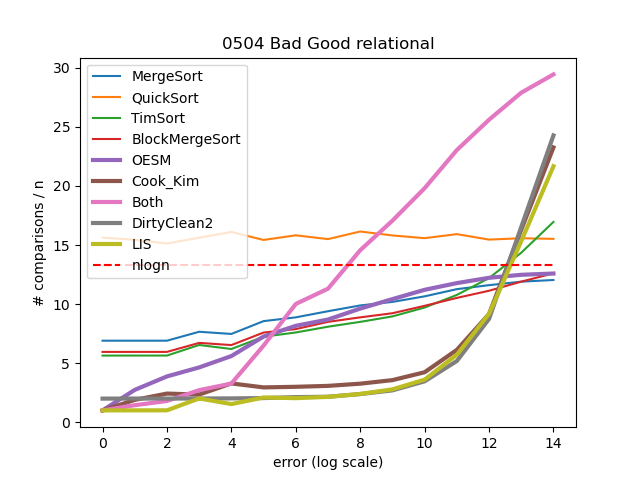 0504 Bad Good relational
# comparisons / n
30
25
20
15
10
5
0
MergeSort
QuickSort
TimSort
BlockMergeSort
OESM
Cook_Kim
Both
DirtyClean2
LIS
nlogn
0 2 4 6 8 10 12 14
error (log scale)